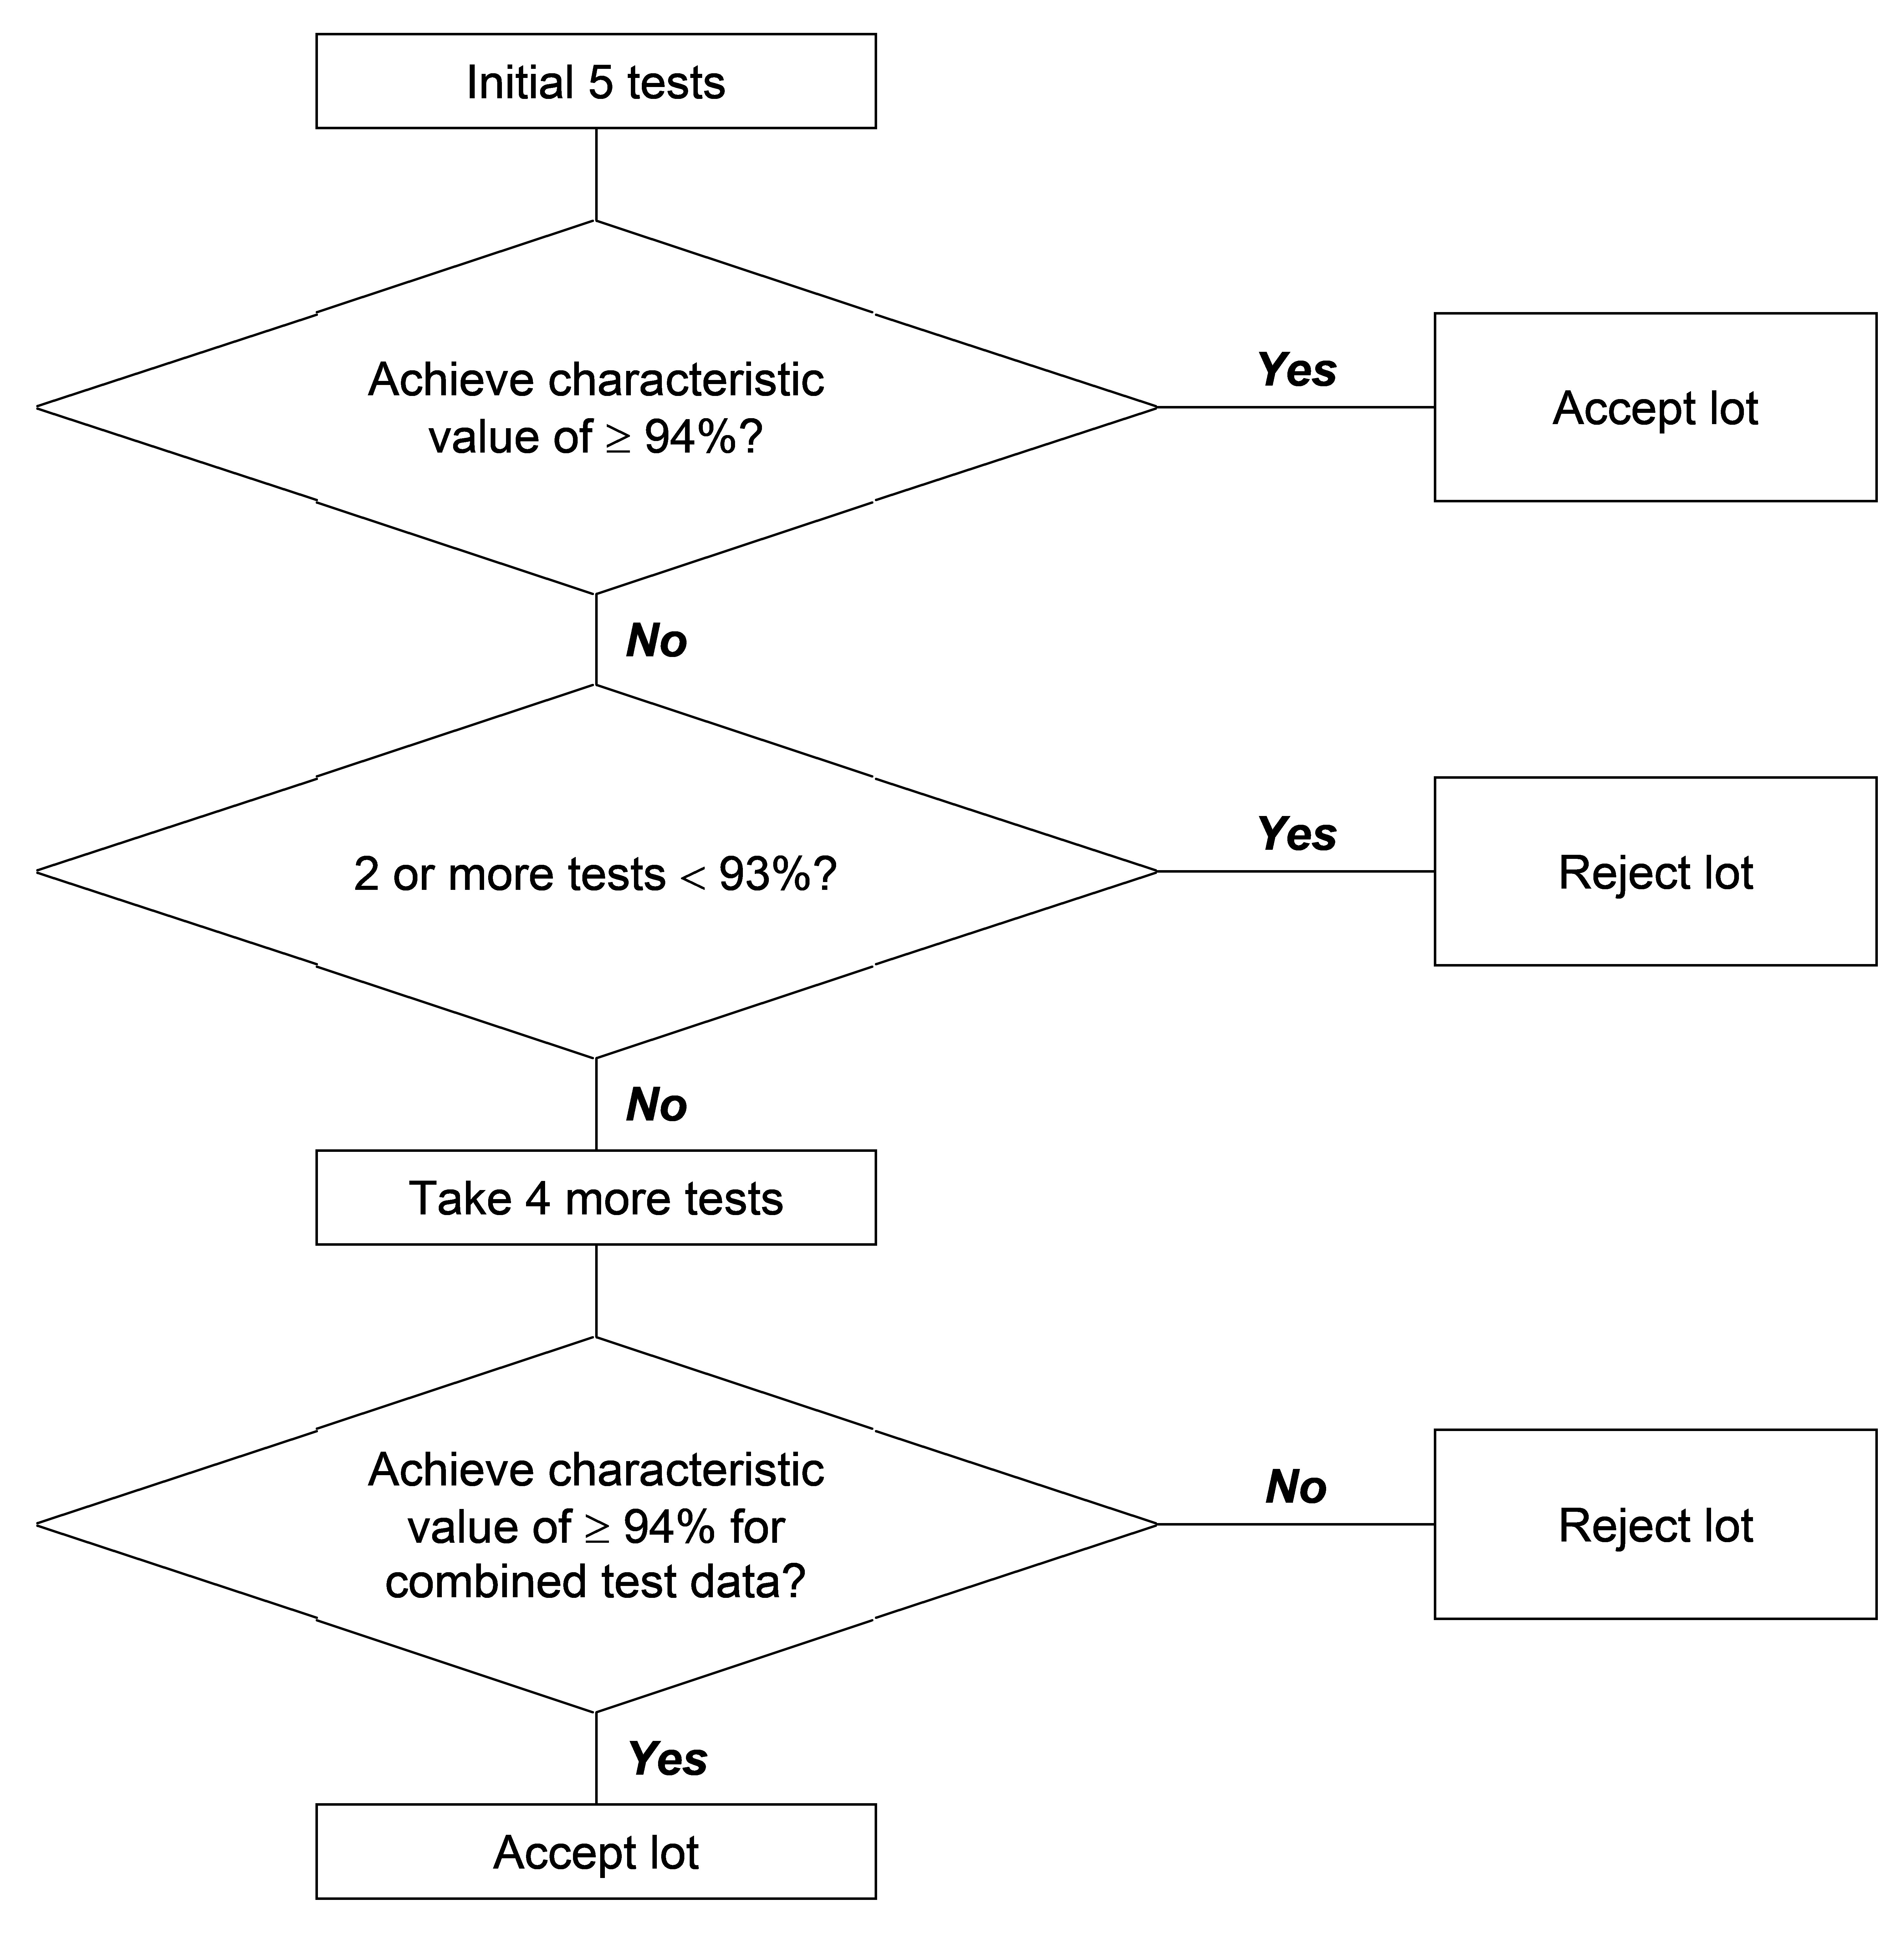 Initial 5 tests
Achieve characteristic
value of ≥ 94%?
Yes
Accept lot
No
2 or more tests < 93%?
Yes
Reject lot
No
Take 4 more tests
Achieve characteristic
value of ≥ 94% for
combined test data?
No
Reject lot
Yes
Accept lot